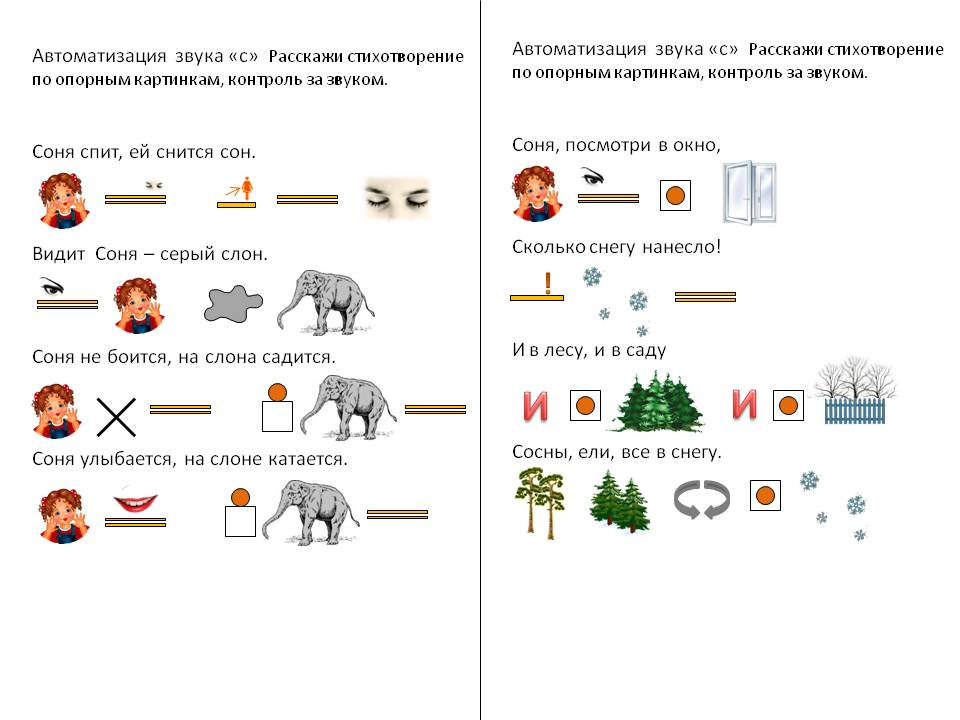 Автоматизация звука «с» Расскажи стихотворение
по опорным картинкам, контроль за звуком.
Соня спит, ей снится сон.
Видит Соня – серый слон.
Соня не боится, на слона садится.
Соня улыбается, на слоне катается.
Автоматизация звука «с» Расскажи стихотворение
по опорным картинкам, контроль за звуком.
Соня, посмотри в окно,
Сколько снегу нанесло!
!
И в лесу, и в саду
И И
Сосны, ели, все в снегу.